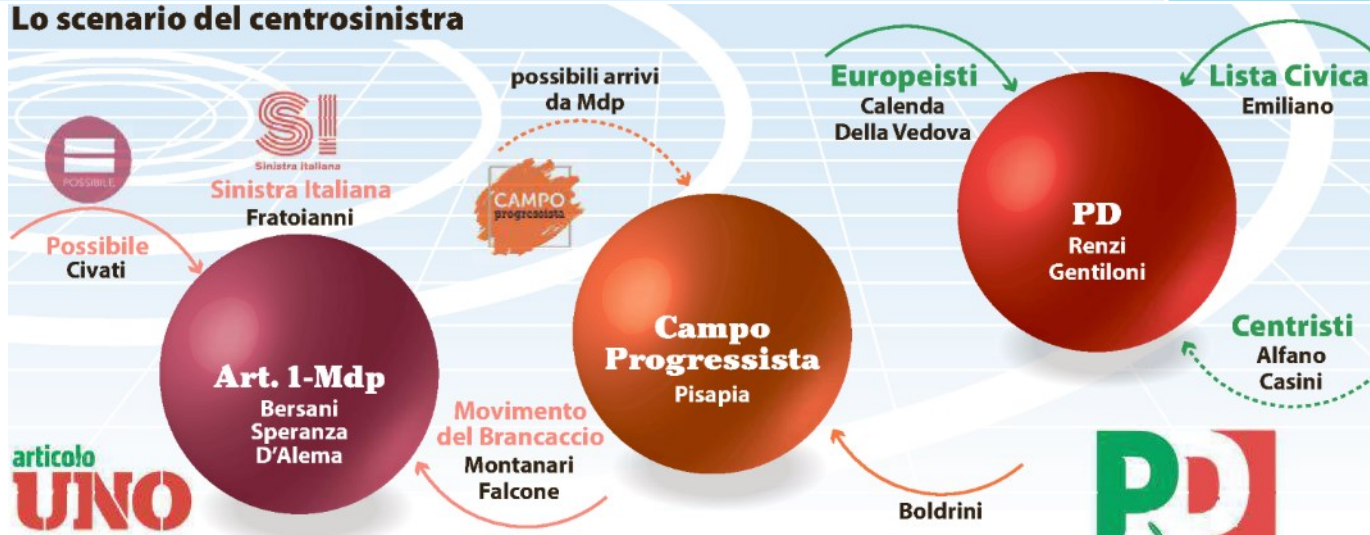 Lo scenario del centrosinistra
POSSIBILE
Possibile
Civati
SI
Sinistra Italiana
Sinistra Italiana
Fratoianni
Art. 1-Mdp
Bersani
Speranza
D'Alema
articolo
UNO
possibili arrivi
da Mdp
CAMPO
progressista
Movimento
del Brancaccio
Montanari
Falcone
Campo
Progressista
Pisapia
Boldrini
Europeisti
Calenda
Della Vedova
PD
Renzi
Gentiloni
Lista Civica
Emiliano
Centristi
Alfano
Casini
PD